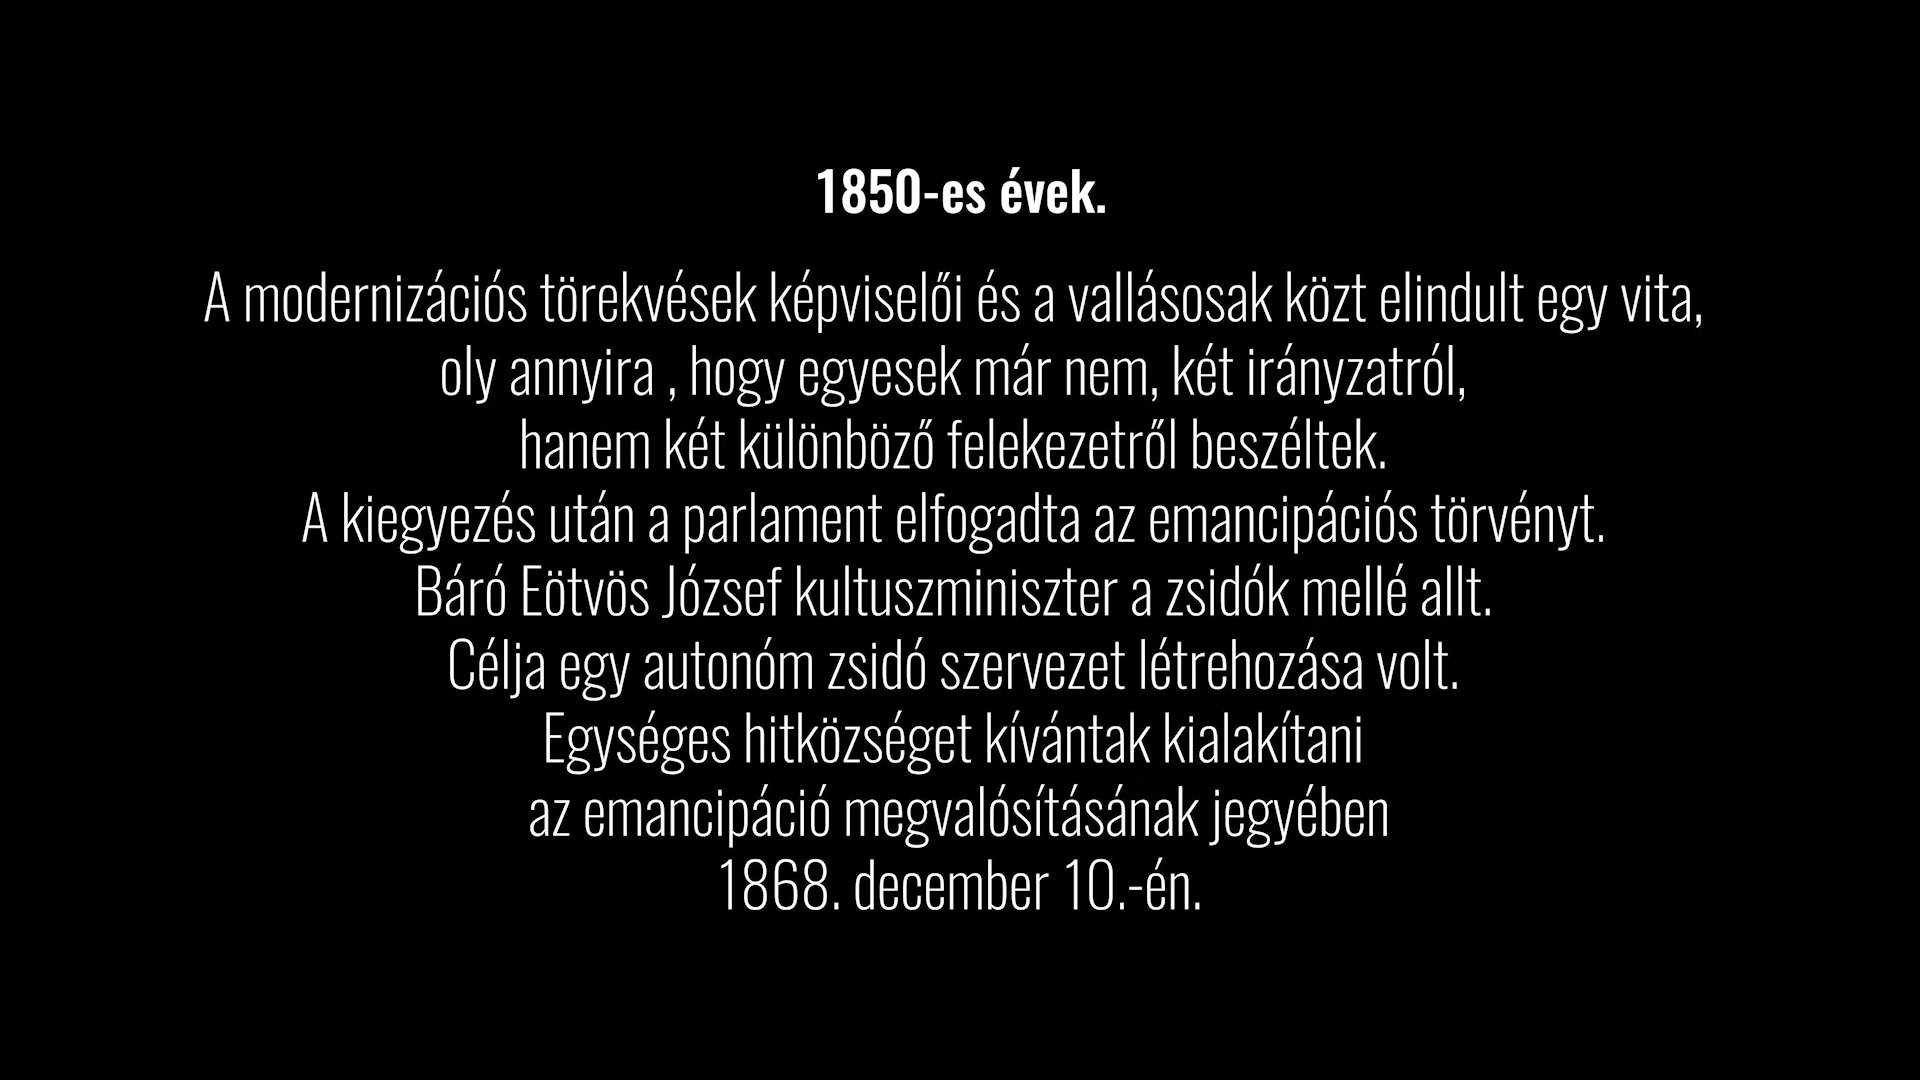 1850-es évek.
A modernizációs törekvések képviselői és a vallásosak közt elindult egy vita,
oly annyira , hogy egyesek már nem, két irányzatról,
hanem két különböző felekezetről beszéltek.
A kiegyezés után a parlament elfogadta az emancipációs törvényt.
Báró Eötvös József kultuszminiszter a zsidók mellé allt.
Célja egy autonóm zsidó szervezet létrehozása volt.
Egységes hitközséget kívántak kialakítani
az emancipáció megvalósításának jegyében
1868. december 10.-én.